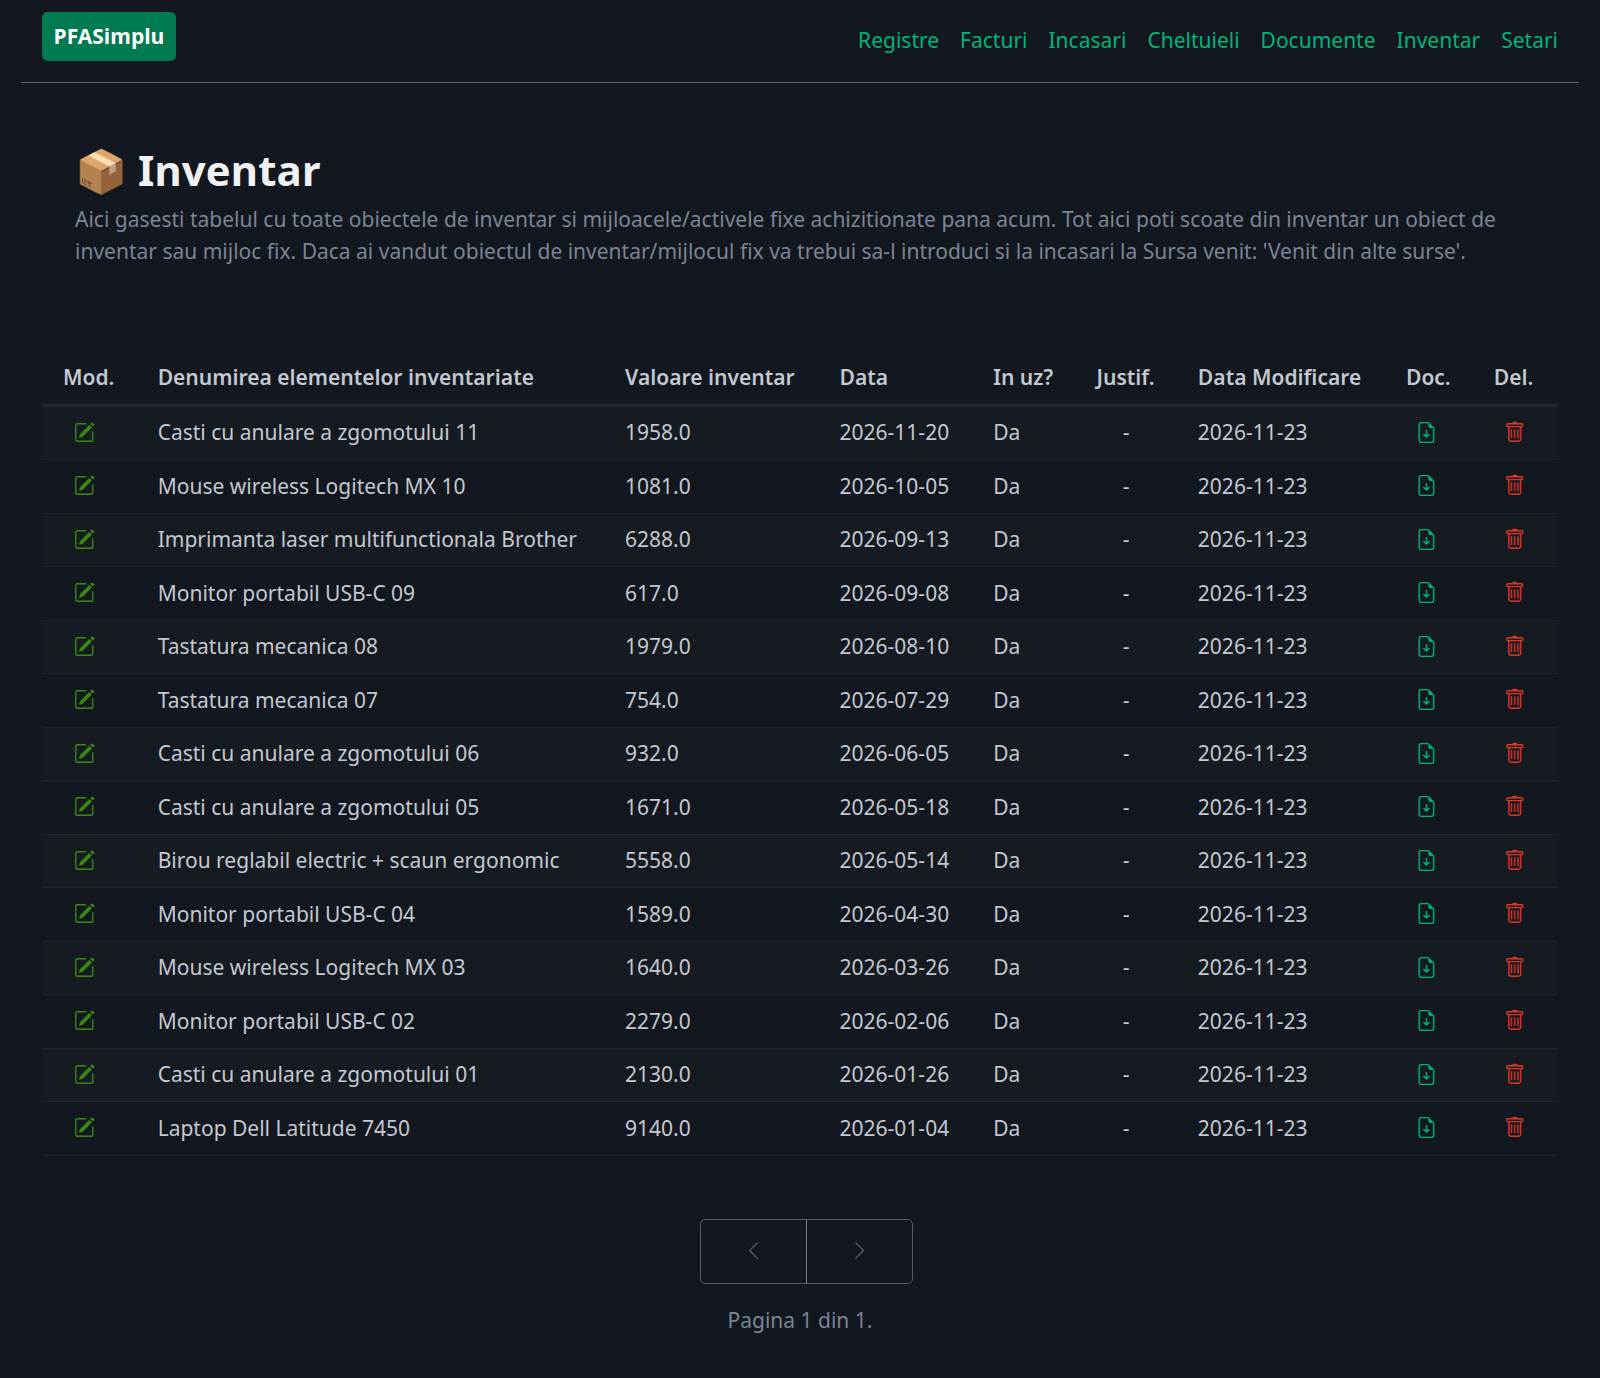 PFASimplu
Registre Facturi Incasari Cheltuieli Documente Inventar Setari
Inventar
Aici gasesti tabelul cu toate obiectele de inventar si mijloacele/activele fixe achizitionate pana acum. Tot aici poti scoate din inventar un obiect de
inventar sau mijloc fix. Daca ai vandut obiectul de inventar/mijlocul fix va trebui sa-l introduci si la incasari la Sursa venit: 'Venit din alte surse'.
Mod. Denumirea elementelor inventariate Valoare inventar Data In uz? Justif. Data Modificare Doc. Del.
Casti cu anulare a zgomotului 11 1958.0 2026-11-20 Da - 2026-11-23
Mouse wireless Logitech MX 10 1081.0 2026-10-05 Da - 2026-11-23
Imprimanta laser multifunctionala Brother 6288.0 2026-09-13 Da - 2026-11-23
Monitor portabil USB-C 09 617.0 2026-09-08 Da - 2026-11-23
Tastatura mecanica 08 1979.0 2026-08-10 Da - 2026-11-23
Tastatura mecanica 07 754.0 2026-07-29 Da - 2026-11-23
Casti cu anulare a zgomotului 06 932.0 2026-06-05 Da - 2026-11-23
Casti cu anulare a zgomotului 05 1671.0 2026-05-18 Da - 2026-11-23
Birou reglabil electric + scaun ergonomic 5558.0 2026-05-14 Da - 2026-11-23
Monitor portabil USB-C 04 1589.0 2026-04-30 Da - 2026-11-23
Mouse wireless Logitech MX 03 1640.0 2026-03-26 Da - 2026-11-23
Monitor portabil USB-C 02 2279.0 2026-02-06 Da - 2026-11-23
Casti cu anulare a zgomotului 01 2130.0 2026-01-26 Da - 2026-11-23
Laptop Dell Latitude 7450 9140.0 2026-01-04 Da - 2026-11-23
Pagina 1 din 1.